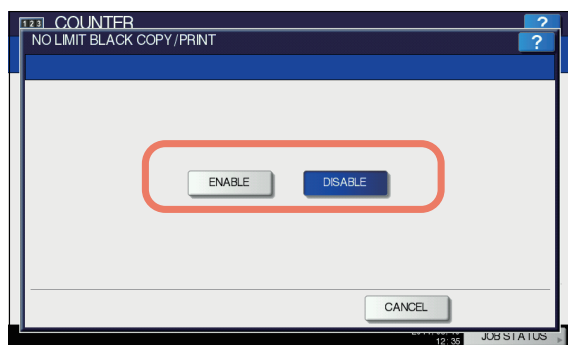 123 COUNTER ?
NO LIMIT BLACK COPY/PRINT ?
ENABLE DISABLE
CANCEL
12:35 JOB STATUS